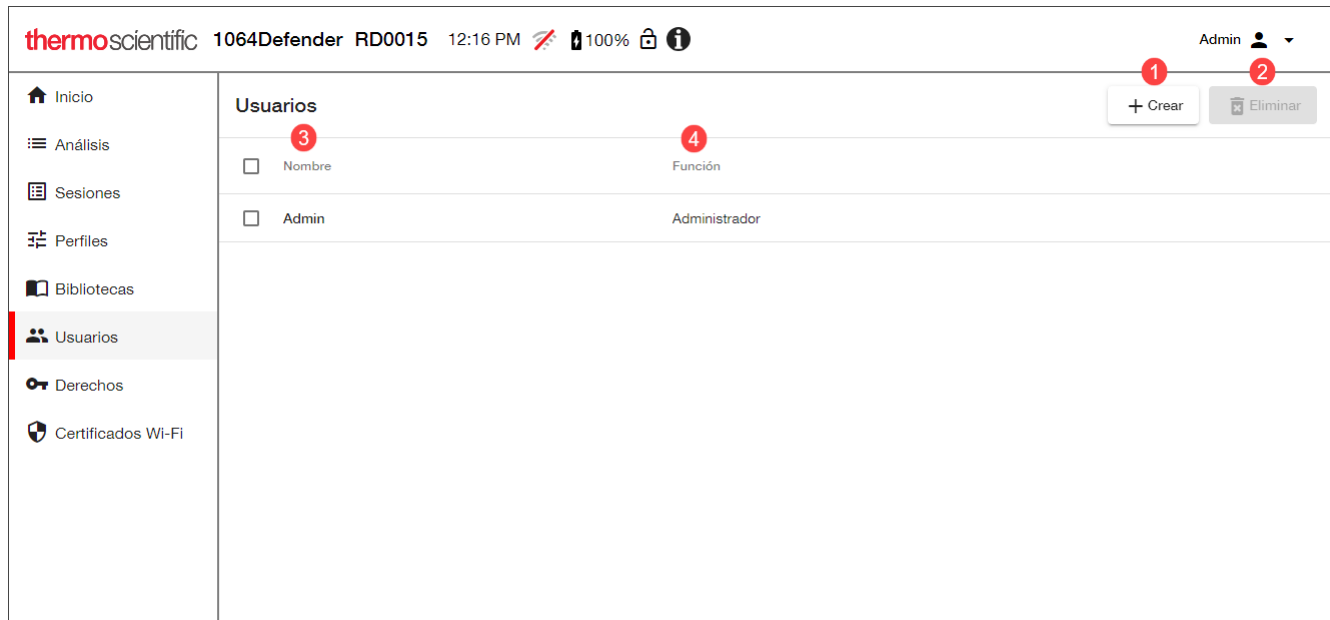 thermoscientific 1064Defender RD0015 12:16 PM 100% Admin
1 2
Inicio
Análisis
Sesiones
Perfiles
Bibliotecas
Usuarios
Derechos
Certificados Wi-Fi
Usuarios
+ Crear
Eliminar
3 4
Nombre Función
Admin Administrador